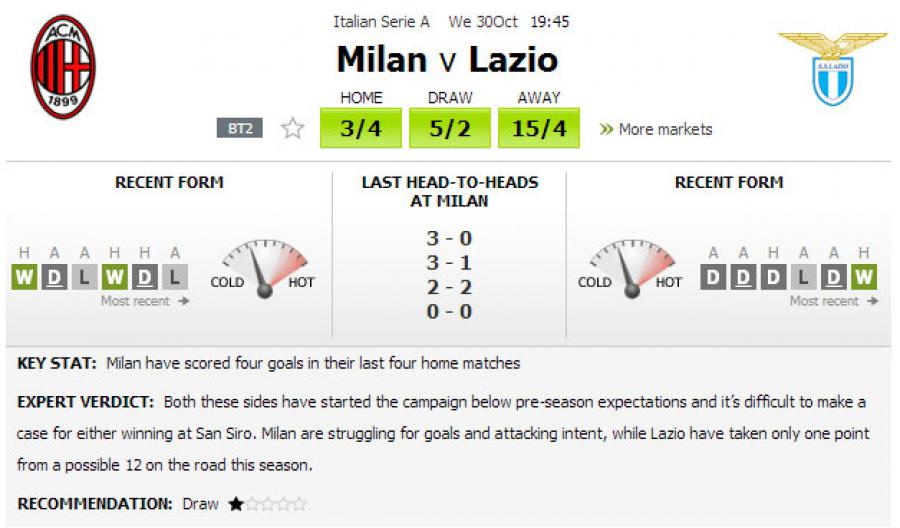 Italian Serie A We 30Oct 19:45
ACM
1899
Milan v Lazio
S.S.LAZIO
HOME DRAW AWAY
BT2 3/4 5/2 15/4 More markets
RECENT FORM
LAST HEAD-TO-HEADS
AT MILAN
RECENT FORM
H A A H H A
W D L W D L
Most recent
COLD HOT
3 - 0
3 - 1
2 - 2
0 - 0
COLD HOT
A A H A A H
D D D L D W
Most recent
KEY STAT: Milan have scored four goals in their last four home matches
EXPERT VERDICT: Both these sides have started the campaign below pre-season expectations and it's difficult to make a
case for either winning at San Siro. Milan are struggling for goals and attacking intent, while Lazio have taken only one point
from a possible 12 on the road this season.
RECOMMENDATION: Draw